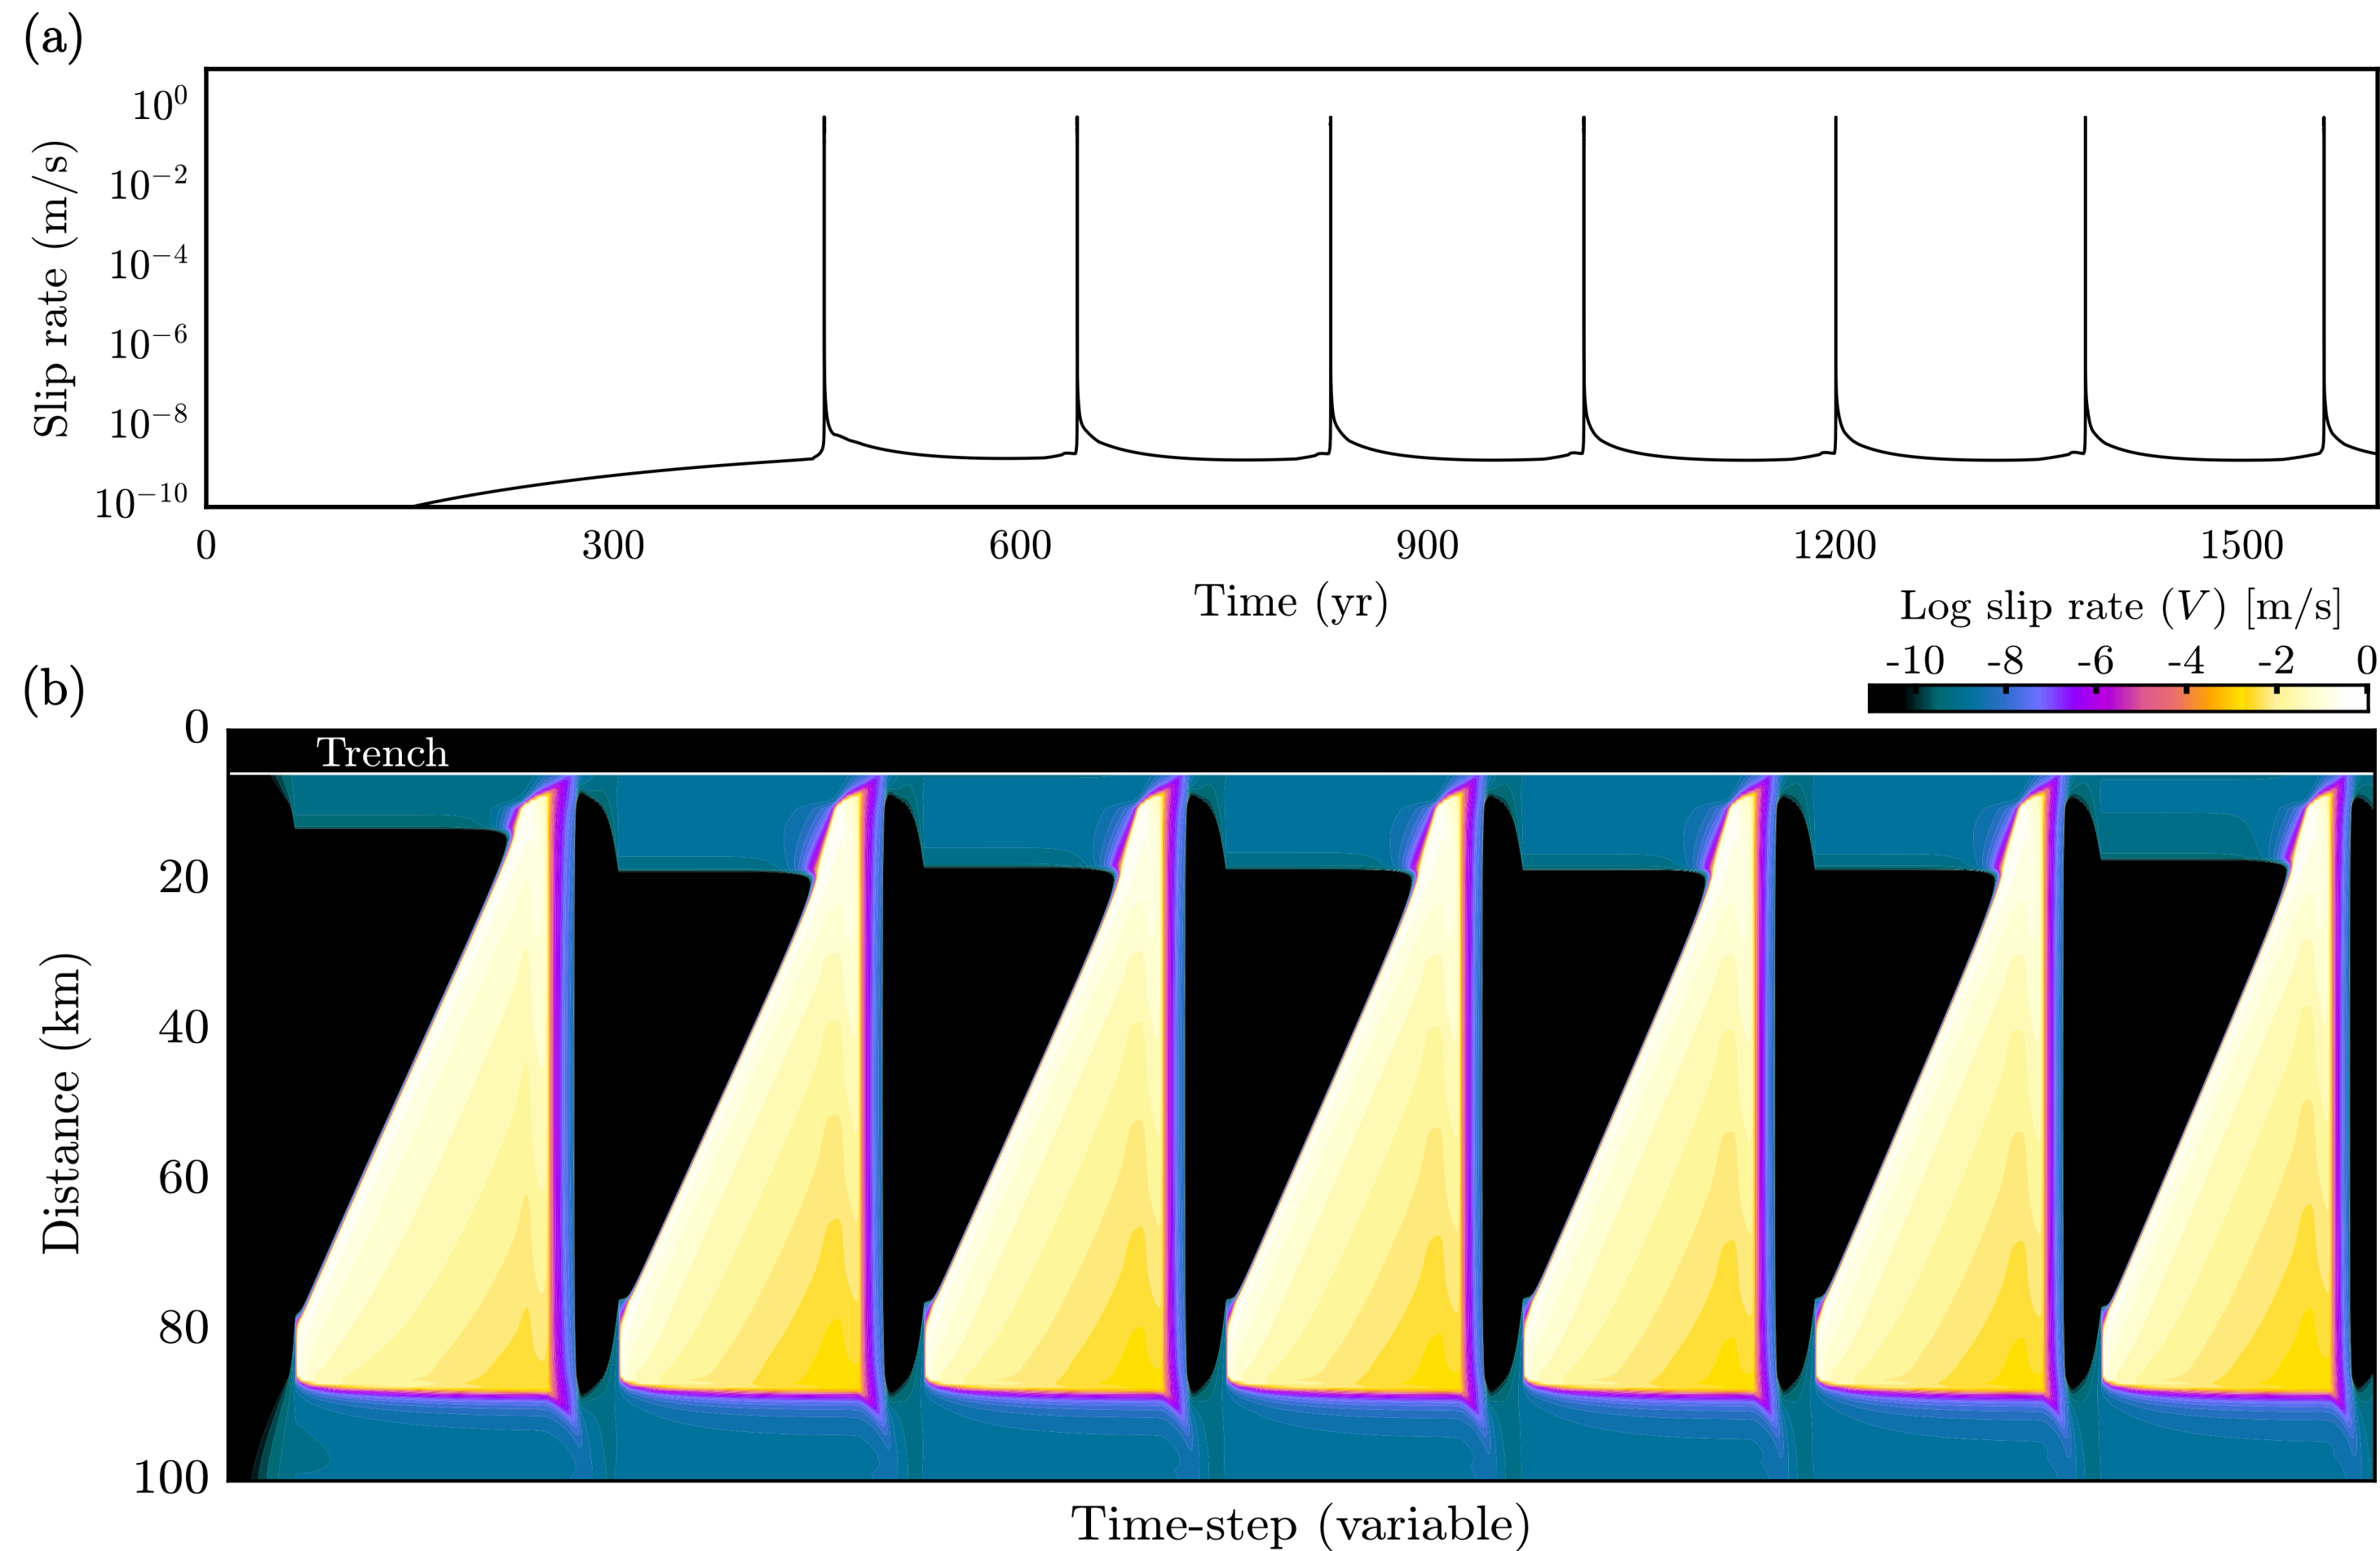 (a)
Slip rate (m/s)
10⁰
10⁻²
10⁻⁴
10⁻⁶
10⁻⁸
10⁻¹⁰
0 300 600 900 1200 1500
Time (yr)
Log slip rate (V) [m/s]
-10 -8 -6 -4 -2 0
(b)
Trench
Distance (km)
0
20
40
60
80
100
Time-step (variable)